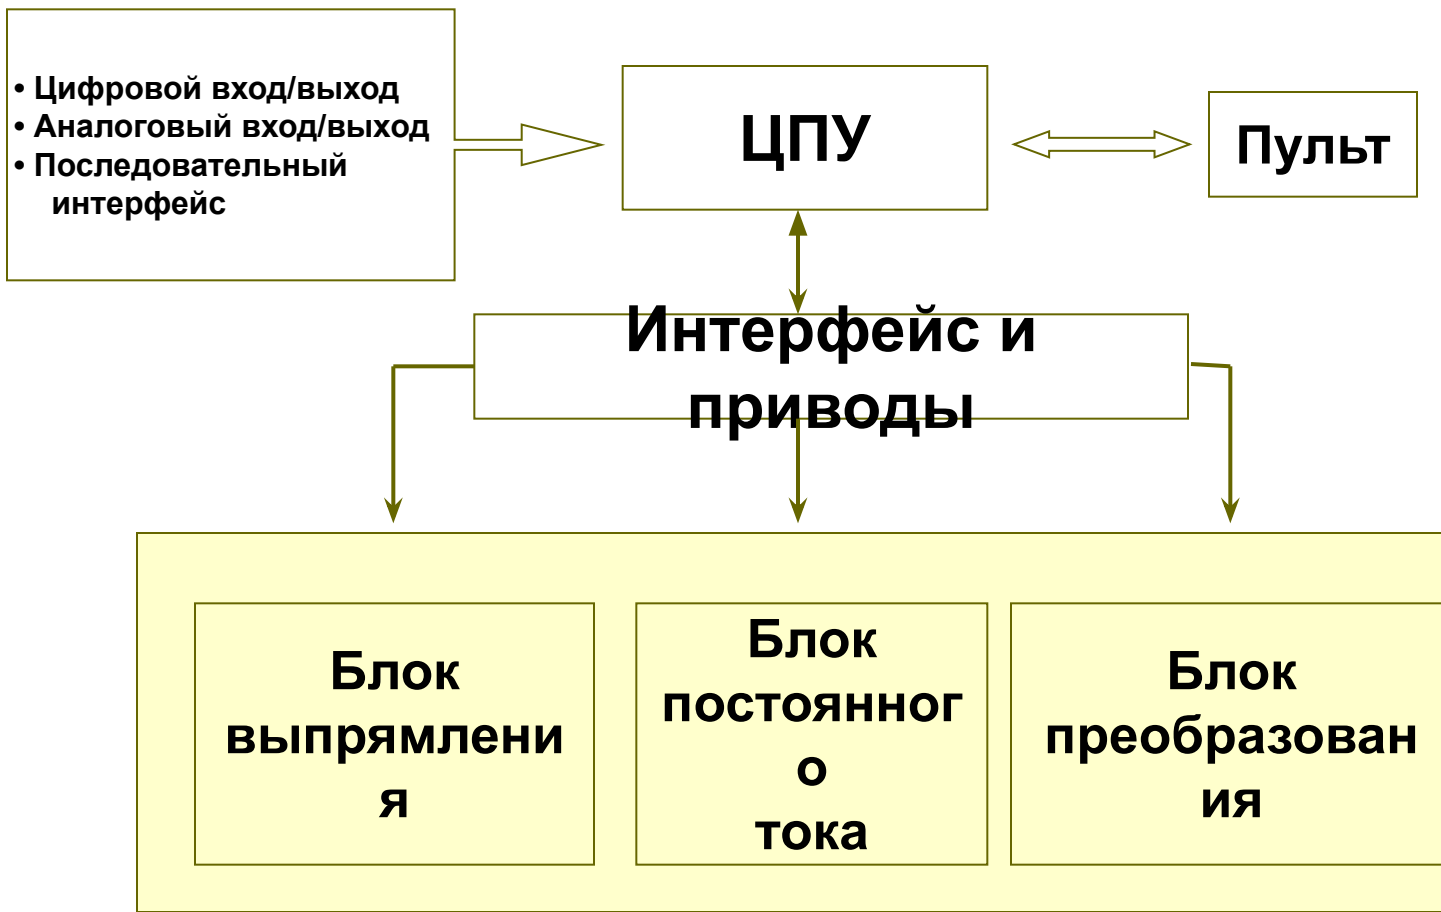 • Цифровой вход/выход
• Аналоговый вход/выход
• Последовательный
интерфейс
ЦПУ
Пульт
Интерфейс и
приводы
Блок
выпрямлени
я
Блок
постоянног
о
тока
Блок
преобразован
ия